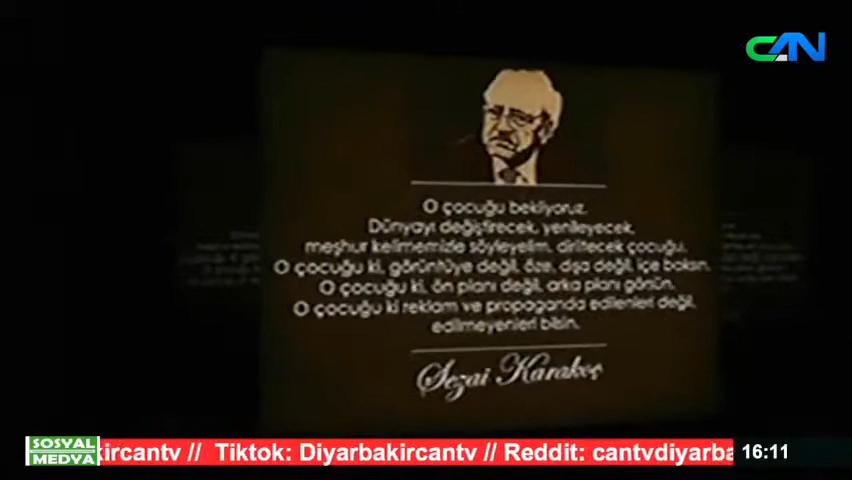 CAN
O çocuğu bekliyoruz.
Dünyayı değiştirecek, yenileyecek,
meşhur kelimemizle söyleyelim, diriltecek çocuğu.
O çocuğu ki, görüntüye değil, öze, dışa değil, içe baksın.
O çocuğu ki, ön planı değil, arka planı görsün.
O çocuğu ki reklam ve propaganda edilenleri değil,
edilmeyenleri bilsin.
Sezai Karakoç
SOSYAL
MEDYA
kircantv // Tiktok: Diyarbakircantv // Reddit: cantvdiyarba
16:11